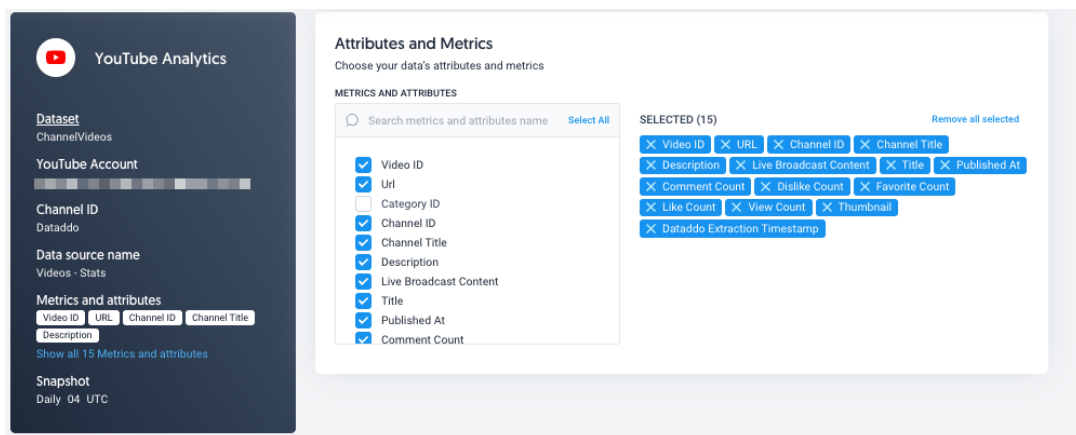 YouTube Analytics
Dataset
ChannelVideos
YouTube Account
Channel ID
Dataddo
Data source name
Videos - Stats
Metrics and attributes
Video ID URL Channel ID Channel Title
Description
Show all 15 Metrics and attributes
Snapshot
Daily 04 UTC
Attributes and Metrics
Choose your data's attributes and metrics
METRICS AND ATTRIBUTES
Search metrics and attributes name Select All
Video ID
Url
Category ID
Channel ID
Channel Title
Description
Live Broadcast Content
Title
Published At
Comment Count
SELECTED (15) Remove all selected
Video ID URL Channel ID Channel Title
Description Live Broadcast Content Title Published At
Comment Count Dislike Count Favorite Count
Like Count View Count Thumbnail
Dataddo Extraction Timestamp